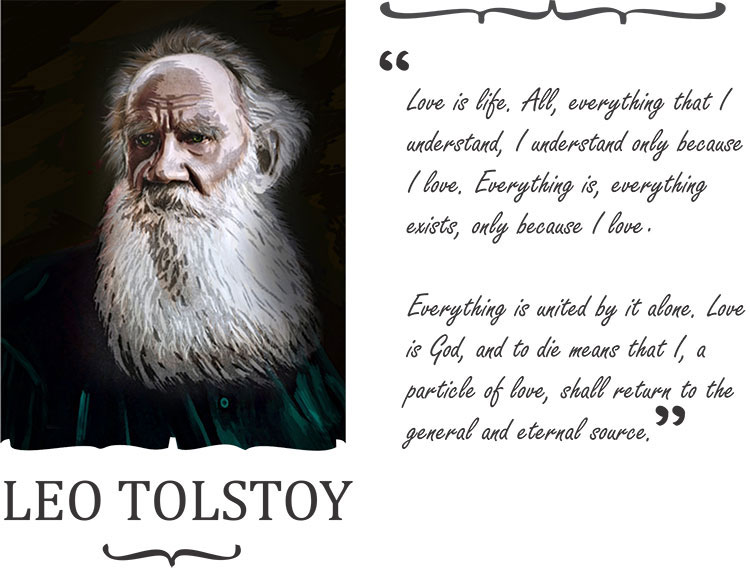 “
Love is life. All, everything that I
understand, I understand only because
I love. Everything is, everything
exists, only because I love.
Everything is united by it alone. Love
is God, and to die means that I, a
particle of love, shall return to the
general and eternal source.”
LEO TOLSTOY